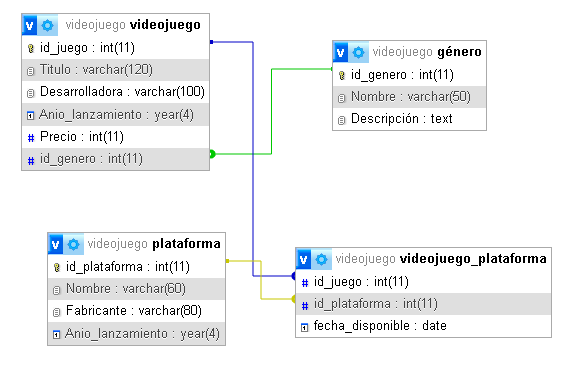 videojuego videojuego
id_juego : int(11)
Titulo : varchar(120)
Desarrolladora : varchar(100)
Anio_lanzamiento : year(4)
Precio : int(11)
id_genero : int(11)
videojuego género
id_genero : int(11)
Nombre : varchar(50)
Descripción : text
videojuego plataforma
id_plataforma : int(11)
Nombre : varchar(60)
Fabricante : varchar(80)
Anio_lanzamiento : year(4)
videojuego videojuego_plataforma
id_juego : int(11)
id_plataforma : int(11)
fecha_disponible : date